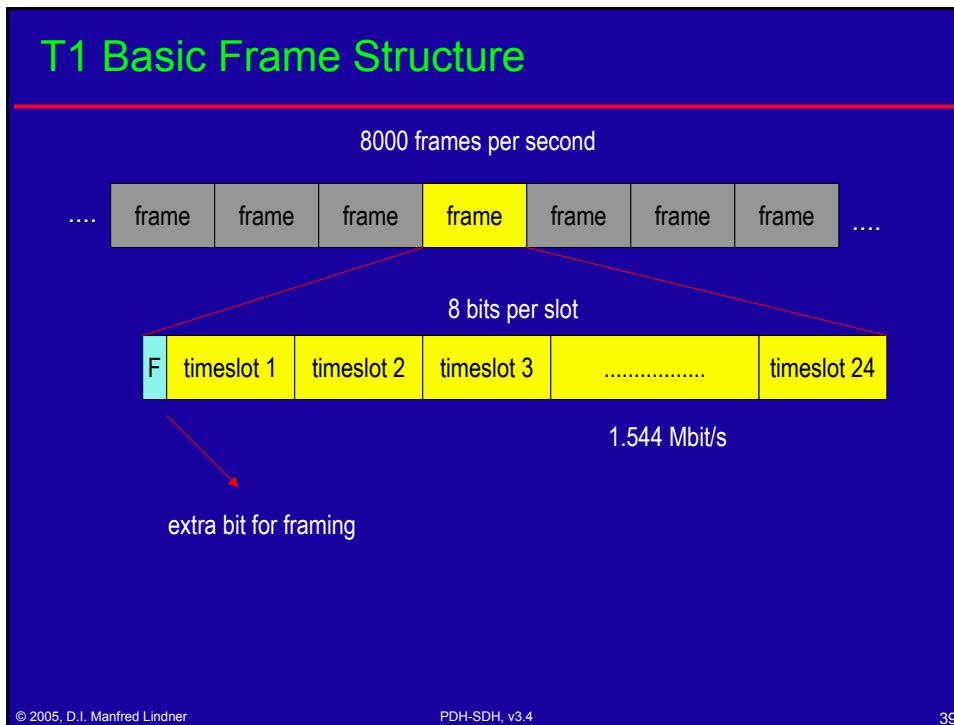 T1 Basic Frame Structure
8000 frames per second
.... frame frame frame frame frame frame frame ....
8 bits per slot
F timeslot 1 timeslot 2 timeslot 3 ................. timeslot 24
1.544 Mbit/s
extra bit for framing
© 2005, D.I. Manfred Lindner PDH-SDH, v3.4 39